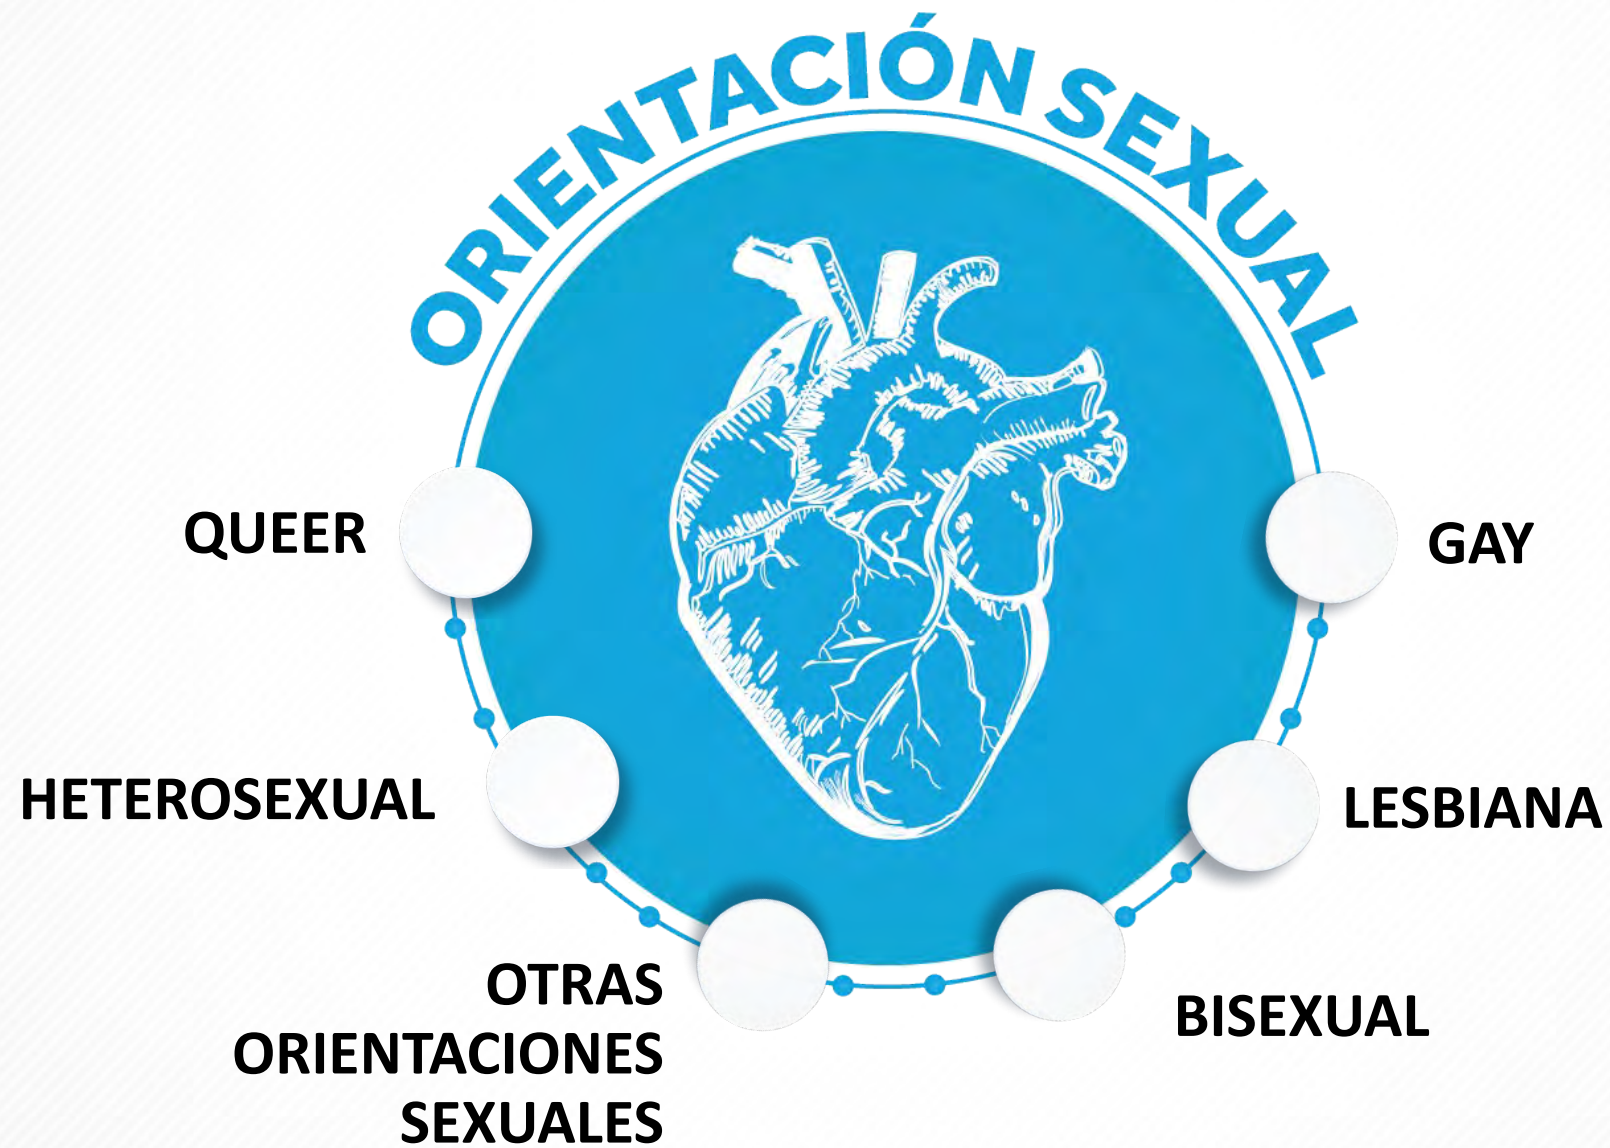 ORIENTACIÓN SEXUAL
QUEER
GAY
HETEROSEXUAL
LESBIANA
OTRAS
ORIENTACIONES
SEXUALES
BISEXUAL